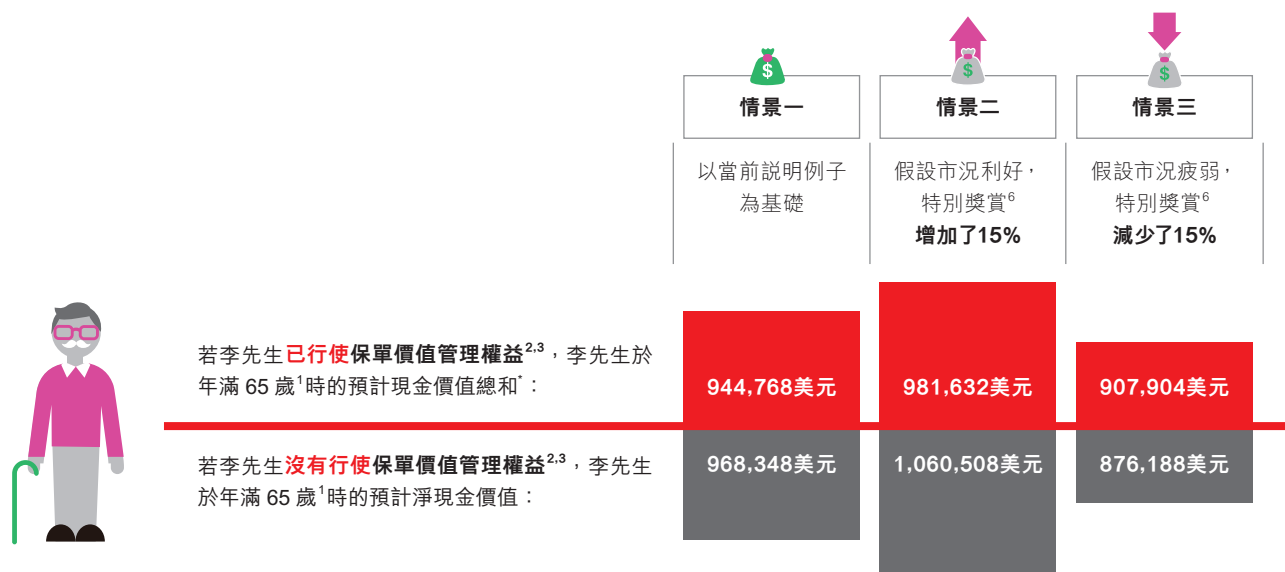 $
$
$
情景一
情景二
情景三
以當前説明例子
為基礎
假設市況利好，
特別獎賞6
增加了15%
假設市況疲弱，
特別獎賞6
減少了15%
若李先生已行使保單價值管理權益2,3，李先生於
年滿 65 歲1時的預計現金價值總和*：
944,768美元
981,632美元
907,904美元
若李先生沒有行使保單價值管理權益2,3，李先生
於年滿 65 歲1時的預計淨現金價值：
968,348美元
1,060,508美元
876,188美元